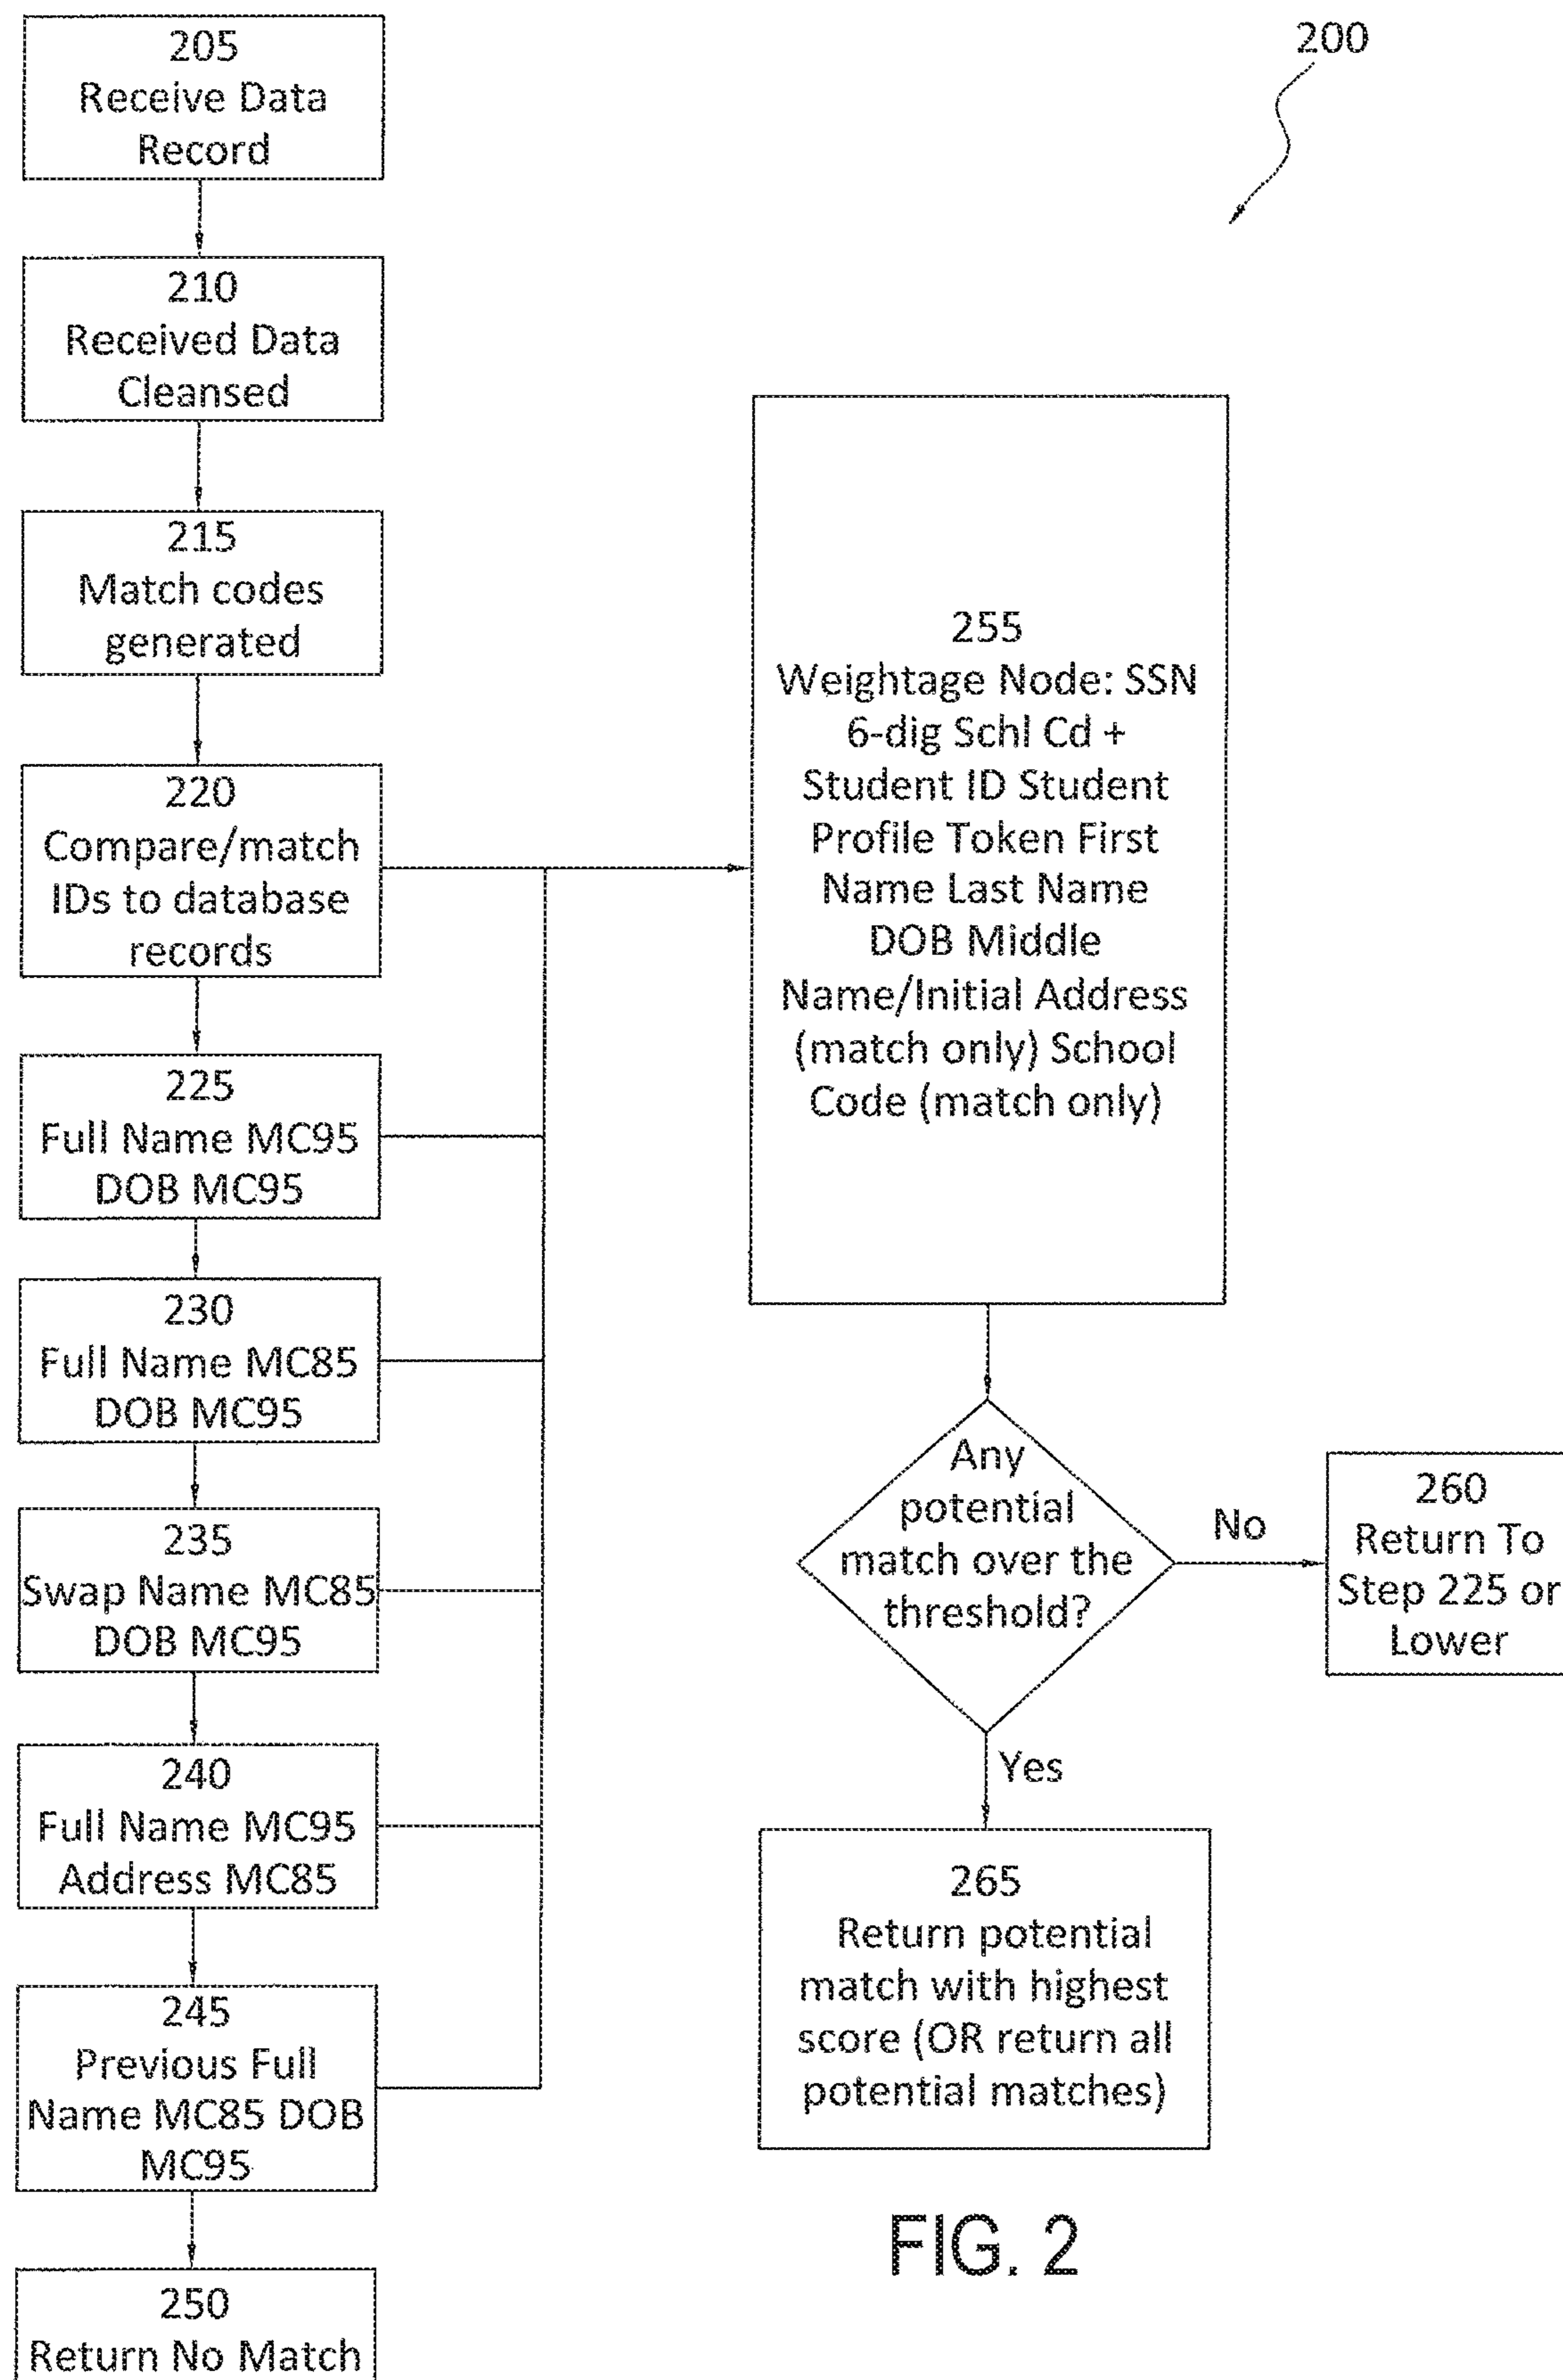 200
205
Receive Data
Record
210
Received Data
Cleansed
215
Match codes
generated
220
Compare/match
IDs to database
records
225
Full Name MC95
DOB MC95
230
Full Name MC85
DOB MC95
235
Swap Name MC85
DOB MC95
240
Full Name MC95
Address MC85
245
Previous Full
Name MC85 DOB
MC95
250
Return No Match
255
Weightage Node: SSN
6-dig Schl Cd +
Student ID Student
Profile Token First
Name Last Name
DOB Middle
Name/Initial Address
(match only) School
Code (match only)
Any
potential
match over the
threshold?
No
260
Return To
Step 225 or
Lower
Yes
265
Return potential
match with highest
score (OR return all
potential matches)
FIG. 2